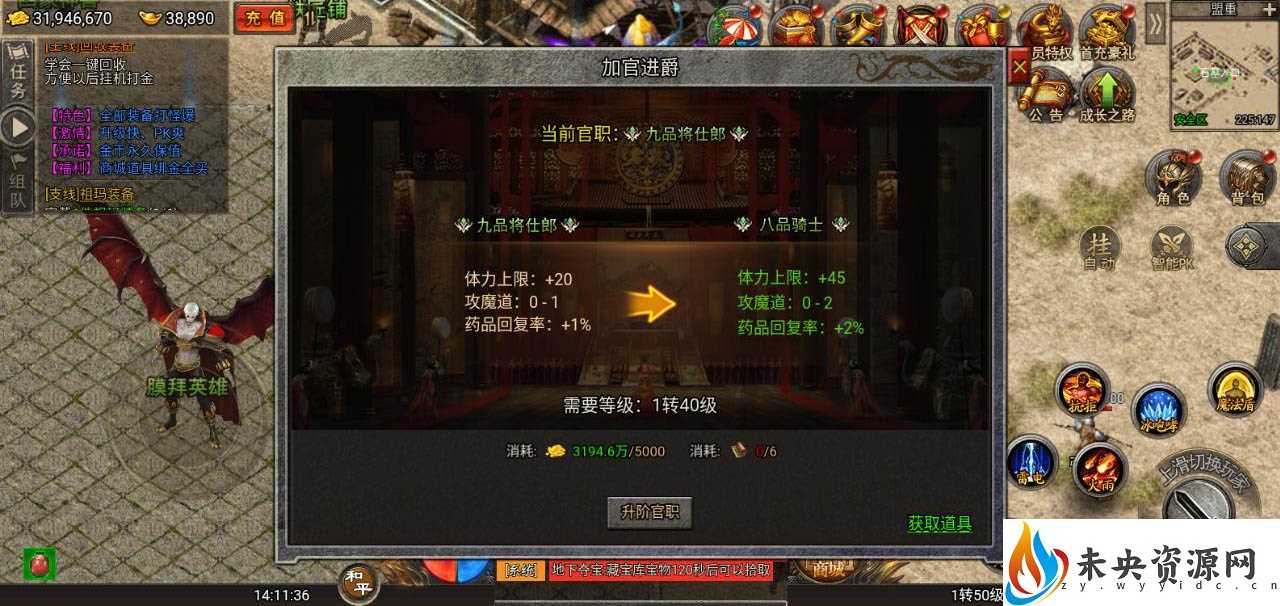 31,946,670
38,890
充值
盟重
加官进爵
任务
[主线]回收装备
学会一键回收
方便以后挂机打金
【特色】全部装备打怪爆
【激情】升级快、PK爽
【承诺】金币永久保值
【福利】商城道具绑金全买
[支线]祖玛装备
组队
员特权
首充豪礼
公告
成长之路
安全区
225:147
当前官职：九品将仕郎
九品将仕郎
八品骑士
角色
背包
挂
自动
智能PK
体力上限：+20
攻魔道：0 - 1
药品回复率：+1%
体力上限：+45
攻魔道：0 - 2
药品回复率：+2%
膜拜英雄
抗拒
冰咆哮
魔法盾
需要等级：1转40级
消耗：3194.6万/5000
消耗：0/6
雷电
火雨
上滑切换玩家
升阶官职
获取道具
[系统]
地下夺宝:藏宝库宝物120秒后可以拾取
商城
和平
14:11:36
1转50级
未央资源网
zy.wyyidc.cn